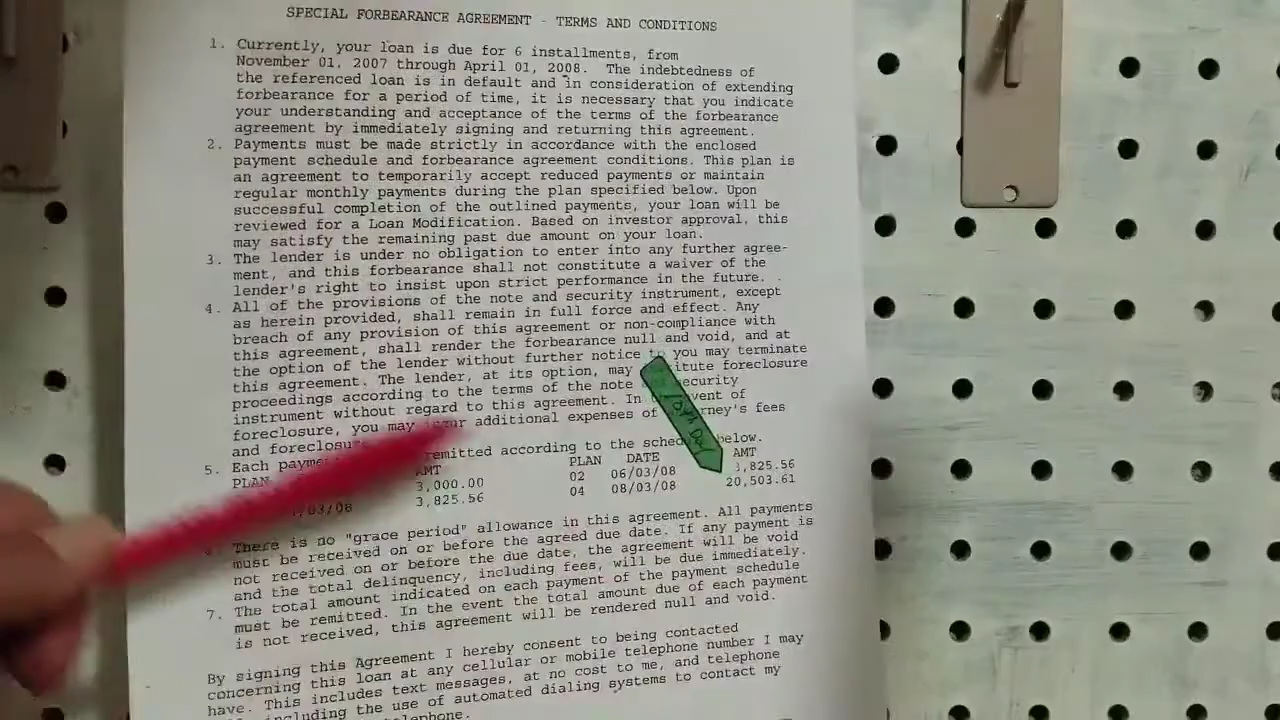 SPECIAL FORBEARANCE AGREEMENT - TERMS AND CONDITIONS
1. Currently, your loan is due for 6 installments, from
November 01, 2007 through April 01, 2008. The indebtedness of
the referenced loan is in default and in consideration of extending
forbearance for a period of time, it is necessary that you indicate
your understanding and acceptance of the terms of the forbearance
agreement by immediately signing and returning this agreement.
2. Payments must be made strictly in accordance with the enclosed
payment schedule and forbearance agreement conditions. This plan is
an agreement to temporarily accept reduced payments or maintain
regular monthly payments during the plan specified below. Upon
successful completion of the outlined payments, your loan will be
reviewed for a Loan Modification. Based on investor approval, this
may satisfy the remaining past due amount on your loan.
3. The lender is under no obligation to enter into any further agree-
ment, and this forbearance shall not constitute a waiver of the
lender's right to insist upon strict performance in the future.
4. All of the provisions of the note and security instrument, except
as herein provided, shall remain in full force and effect. Any
breach of any provision of this agreement or non-compliance with
this agreement, shall render the forbearance null and void, and at
the option of the lender without further notice to you may terminate
this agreement. The lender, at its option, may foreclosure
proceedings according to the terms of the note security
instrument without regard to this agreement. In of
foreclosure, you may incur additional expenses of fees
and
5. Each remitted according to the below.
PLAN AMT PLAN DATE AMT
3,000.00 02 06/03/08 3,825.56
/03/08 3,825.56 04 08/03/08 20,503.61
There is no "grace period" allowance in this agreement. All payments
must be received on or before the agreed due date. If any payment is
not received on or before the due date, the agreement will be void
and the total delinquency, including fees, will be due immediately.
7. The total amount indicated on each payment of the payment schedule
must be remitted. In the event the total amount due of each payment
is not received, this agreement will be rendered null and void.
By signing this Agreement I hereby consent to being contacted
concerning this loan at any cellular or mobile telephone number I may
have. This includes text messages, at no cost to me, and telephone
including the use of automated dialing systems to contact my
telephone.